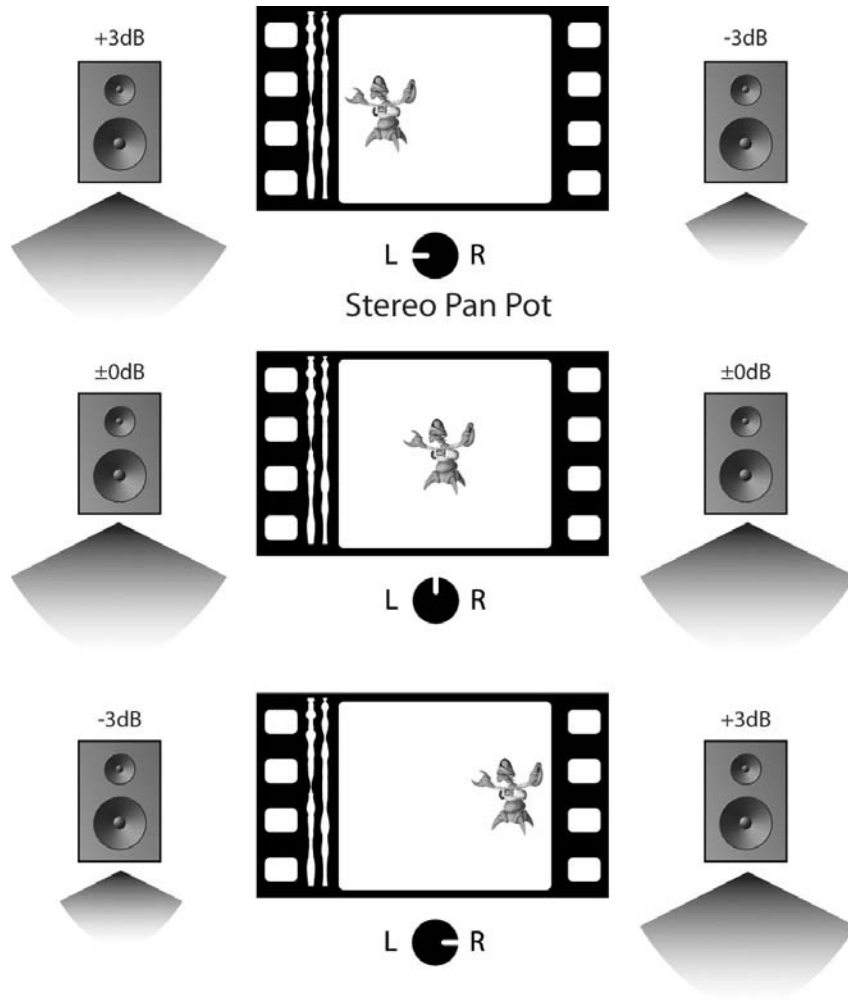 +3dB
-3dB
L R
Stereo Pan Pot
±0dB
±0dB
L R
-3dB
+3dB
L R